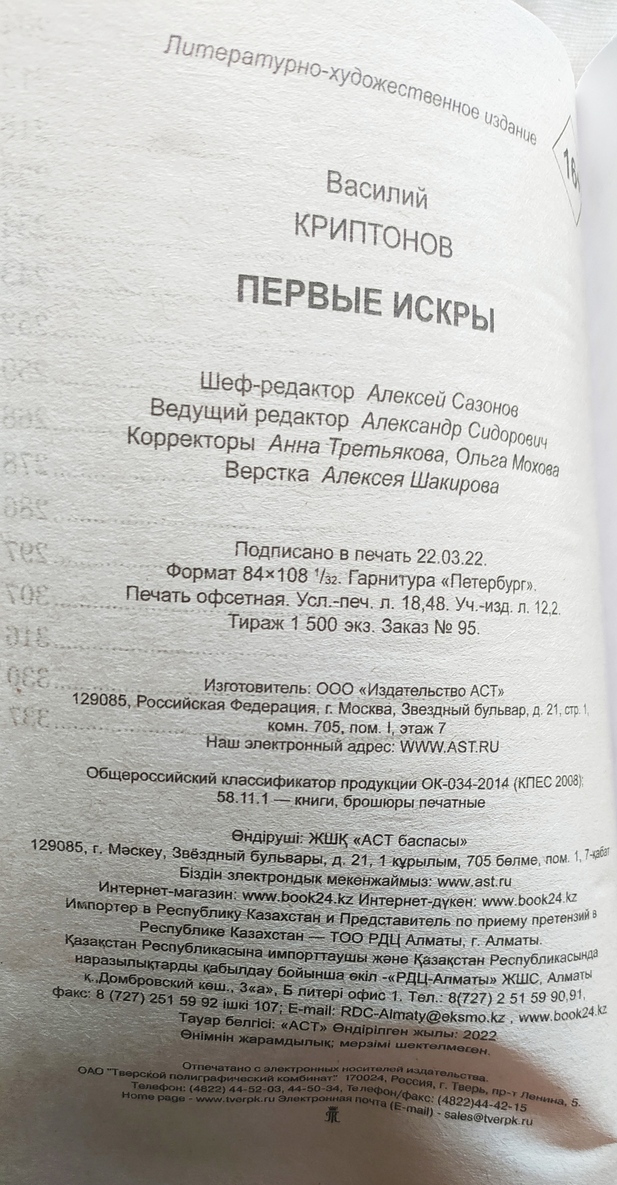 Литературно-художественное издание
16
Василий
КРИПТОНОВ
ПЕРВЫЕ ИСКРЫ
Шеф-редактор Алексей Сазонов
Ведущий редактор Александр Сидорович
Корректоры Анна Третьякова, Ольга Мохова
Верстка Алексея Шакирова
Подписано в печать 22.03.22.
Формат 84×108 ¹/₃₂. Гарнитура «Петербург».
Печать офсетная. Усл.-печ. л. 18,48. Уч.-изд. л. 12,2.
Тираж 1 500 экз. Заказ № 95.
Изготовитель: ООО «Издательство АСТ»
129085, Российская Федерация, г. Москва, Звездный бульвар, д. 21, стр. 1,
комн. 705, пом. I, этаж 7
Наш электронный адрес: WWW.AST.RU
Общероссийский классификатор продукции ОК-034-2014 (КПЕС 2008):
58.11.1 — книги, брошюры печатные
Өндіруші: ЖШҚ «АСТ баспасы»
129085, г. Мәскеу, Звёздный бульвары, д. 21, 1 құрылым, 705 бөлме, пом. 1, 7-қабат
Біздін злектрондык мекенжаймыз: www.ast.ru
Интернет-магазин: www.book24.kz Интернет-дүкен: www.book24.kz
Импортер в Республику Казахстан и Представитель по приему претензий в
Республике Казахстан — ТОО РДЦ Алматы, г. Алматы.
Қазақстан Республикасына импорттаушы және Қазақстан Республикасында
наразылықтарды қабылдау бойынша өкіл -«РДЦ-Алматы» ЖШС, Алматы
қ.,Домбровский көш., 3«а», Б литері офис 1. Тел.: 8(727) 2 51 59 90,91,
факс: 8 (727) 251 59 92 ішкі 107; E-mail: RDC-Almaty@eksmo.kz , www.book24.kz
Тауар белгісі: «АСТ» Өндірілген жылы: 2022
Өнімнін жарамдылық; мерзімі шектелмеген.
Отпечатано с электронных носителей издательства.
ОАО "Тверской полиграфический комбинат" 170024, Россия, г. Тверь, пр-т Ленина, 5.
Телефон: (4822) 44-52-03, 44-50-34, Телефон/факс: (4822)44-42-15
Home page - www.tverpk.ru Электронная почта (E-mail) - sales@tverpk.ru